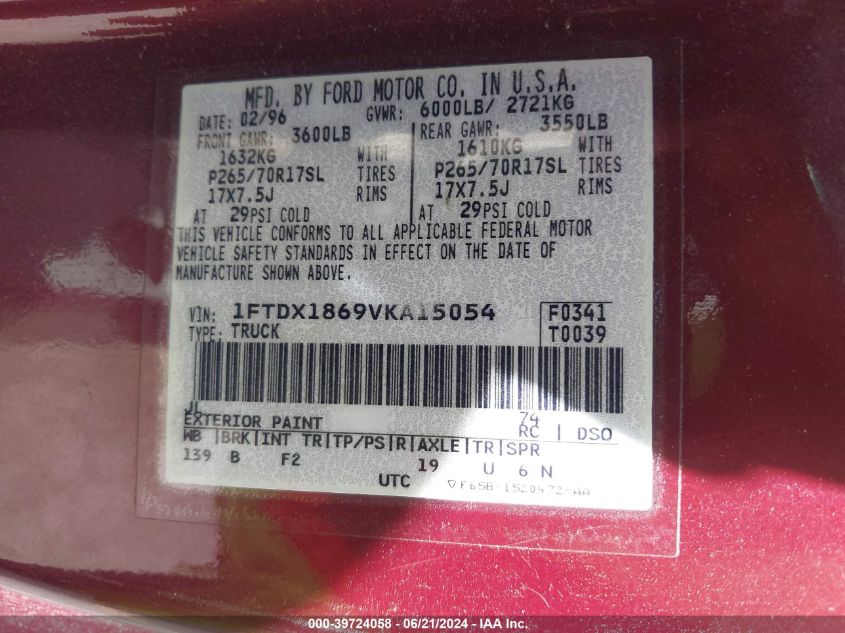 MFD. BY FORD MOTOR CO. IN U.S.A.
DATE: 02/96 GVWR: 6000LB/ 2721KG
FRONT GAWR: 3600LB REAR GAWR: 3550LB
1632KG WITH 1610KG WITH
P265/70R17SL TIRES P265/70R17SL TIRES
17X7.5J RIMS 17X7.5J RIMS
AT 29PSI COLD AT 29PSI COLD
THIS VEHICLE CONFORMS TO ALL APPLICABLE FEDERAL MOTOR
VEHICLE SAFETY STANDARDS IN EFFECT ON THE DATE OF
MANUFACTURE SHOWN ABOVE.
VIN: 1FTDX1869VKA15054 F0341
TYPE: TRUCK T0039
JL 74
EXTERIOR PAINT RC | DSO
WB |BRK|INT TR|TP/PS|R|AXLE|TR|SPR
139 B F2 19 U 6 N
UTC ▽F65B-1520472-AA
000-39724058 - 06/21/2024 - IAA Inc.